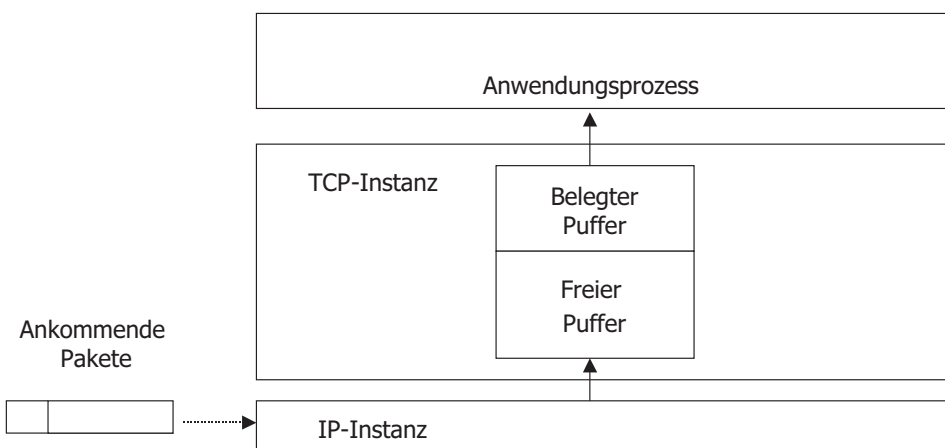 Anwendungsprozess
TCP-Instanz
Belegter
Puffer
Freier
Puffer
Ankommende
Pakete
IP-Instanz